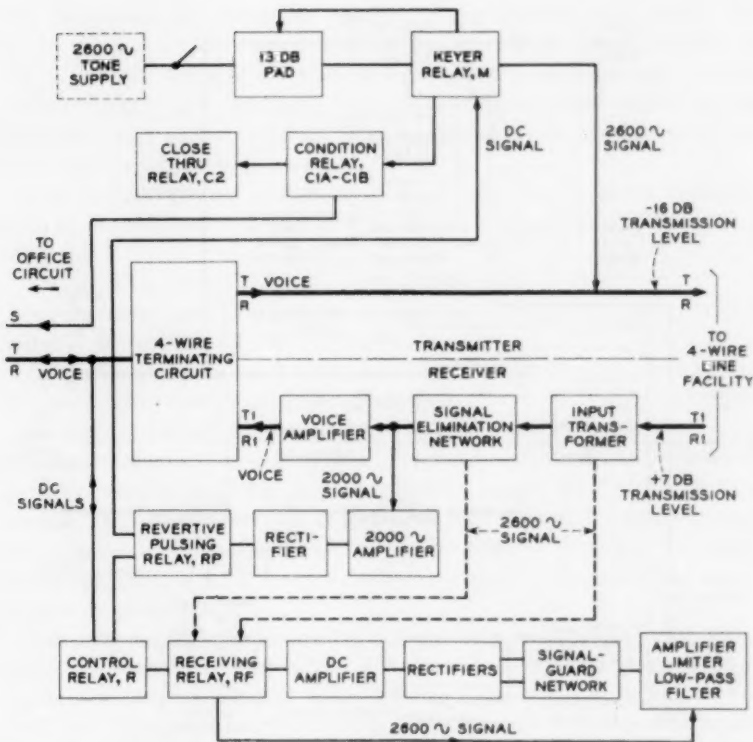 2600 ∿
TONE
SUPPLY
13 DB
PAD
KEYER
RELAY, M
CLOSE
THRU
RELAY, C2
CONDITION
RELAY,
C1A-C1B
DC
SIGNAL
2600 ∿
SIGNAL
-16 DB
TRANSMISSION
LEVEL
TO
OFFICE
CIRCUIT
S
T
R
VOICE
4-WIRE
TERMINATING
CIRCUIT
T
R
VOICE
T
R
TRANSMITTER
RECEIVER
TO
4-WIRE
LINE
FACILITY
T1
R1
VOICE
VOICE
AMPLIFIER
SIGNAL
ELIMINATION
NETWORK
INPUT
TRANS-
FORMER
T1
R1
+7 DB
TRANSMISSION
LEVEL
DC
SIGNALS
2000 ∿
SIGNAL
2600 ∿
SIGNAL
REVERTIVE
PULSING
RELAY, RP
RECTI-
FIER
2000 ∿
AMPLIFIER
CONTROL
RELAY, R
RECEIVING
RELAY, RF
DC
AMPLIFIER
RECTIFIERS
SIGNAL-
GUARD
NETWORK
AMPLIFIER
LIMITER
LOW-PASS
FILTER
2600 ∿ SIGNAL